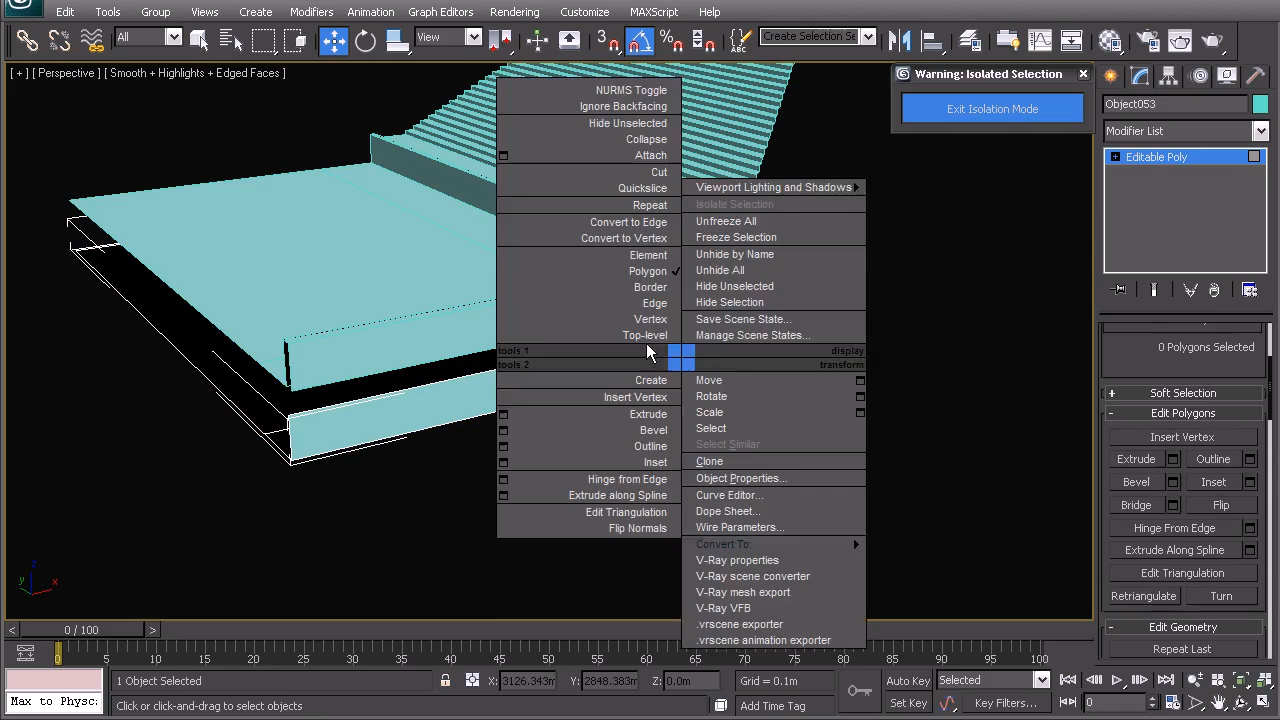 Edit Tools Group Views Create Modifiers Animation Graph Editors Rendering Customize MAXScript Help
All
View
3
Create Selection Se
[ + ] [ Perspective ] [ Smooth + Highlights + Edged Faces ]
Warning: Isolated Selection
Exit Isolation Mode
Object053
Modifier List
Editable Poly
NURMS Toggle
Ignore Backfacing
Hide Unselected
Collapse
Attach
Cut
Quickslice
Repeat
Convert to Edge
Convert to Vertex
Element
Polygon
Border
Edge
Vertex
Top-level
tools 1
tools 2
Create
Insert Vertex
Extrude
Bevel
Outline
Inset
Hinge from Edge
Extrude along Spline
Edit Triangulation
Flip Normals
Viewport Lighting and Shadows
Isolate Selection
Unfreeze All
Freeze Selection
Unhide by Name
Unhide All
Hide Unselected
Hide Selection
Save Scene State...
Manage Scene States...
display
transform
Move
Rotate
Scale
Select
Select Similar
Clone
Object Properties...
Curve Editor...
Dope Sheet...
Wire Parameters...
Convert To:
V-Ray properties
V-Ray scene converter
V-Ray mesh export
V-Ray VFB
.vrscene exporter
.vrscene animation exporter
0 Polygons Selected
+ Soft Selection
- Edit Polygons
Insert Vertex
Extrude Outline
Bevel Inset
Bridge Flip
Hinge From Edge
Extrude Along Spline
Edit Triangulation
Retriangulate Turn
- Edit Geometry
Repeat Last
z
y
x
< 0 / 100 >
0 5 10 15 20 25 30 35 40 45 50 55 60 65 70 75 80 85 90 95 100
1 Object Selected X: 3126.343m Y: 2848.383m Z: 0.0m Grid = 0.1m Auto Key Selected
Max to Physc: Click or click-and-drag to select objects Add Time Tag Set Key Key Filters... 0